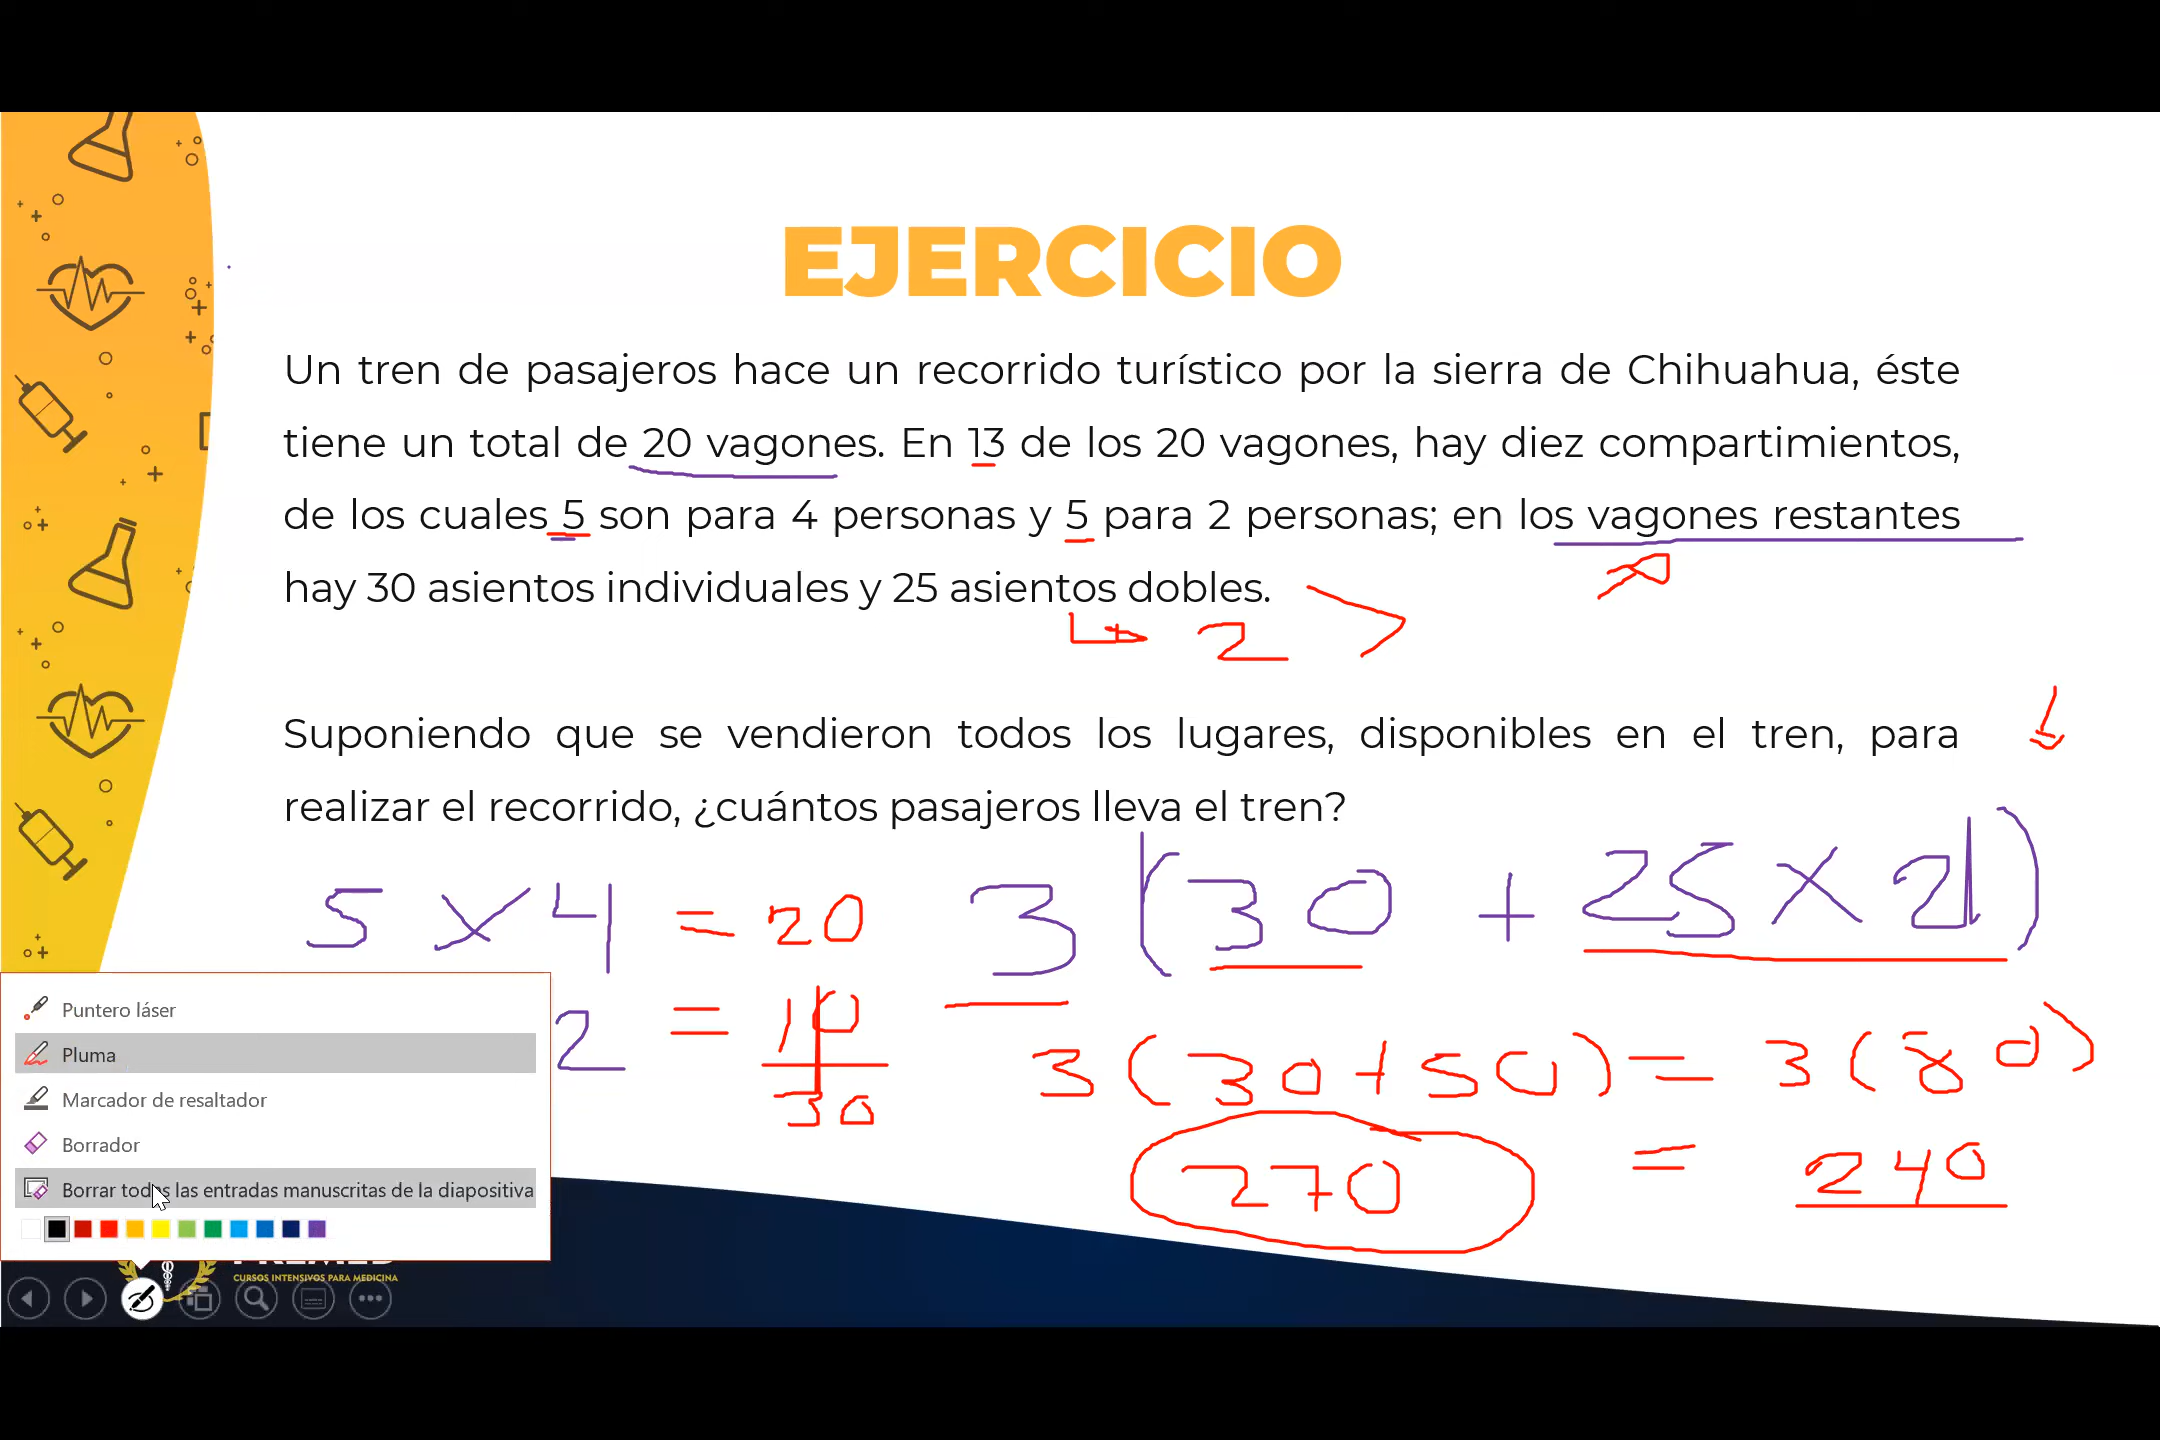 EJERCICIO
Un tren de pasajeros hace un recorrido turístico por la sierra de Chihuahua, éste
tiene un total de 20 vagones. En 13 de los 20 vagones, hay diez compartimientos,
de los cuales 5 son para 4 personas y 5 para 2 personas; en los vagones restantes
hay 30 asientos individuales y 25 asientos dobles.
2
Suponiendo que se vendieron todos los lugares, disponibles en el tren, para
realizar el recorrido, ¿cuántos pasajeros lleva el tren?
5 x 4 = 20
3 (30 + 25 x 2)
2 = 10
30
3 (30+50) = 3 (80)
270
= 240
Puntero láser
Pluma
Marcador de resaltador
Borrador
Borrar todas las entradas manuscritas de la diapositiva
CURSOS INTENSIVOS PARA MEDICINA